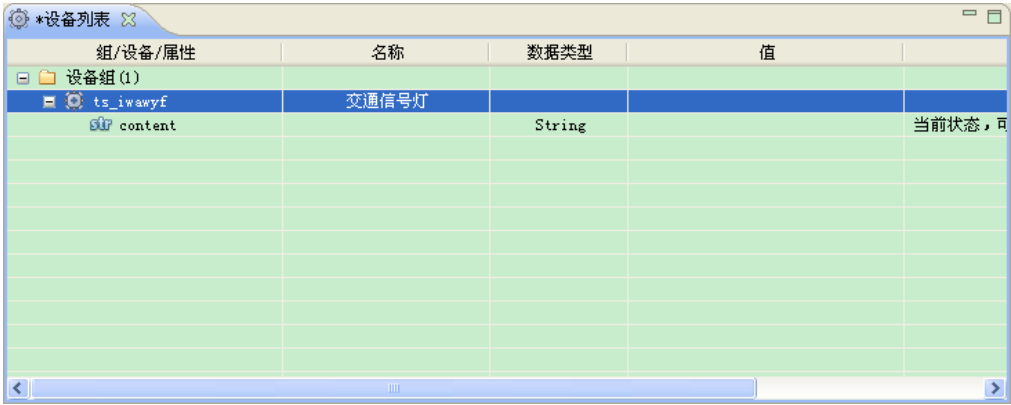 *设备列表
组/设备/属性 名称 数据类型 值
设备组(1)
ts_iwawyf 交通信号灯
str content String 当前状态，可